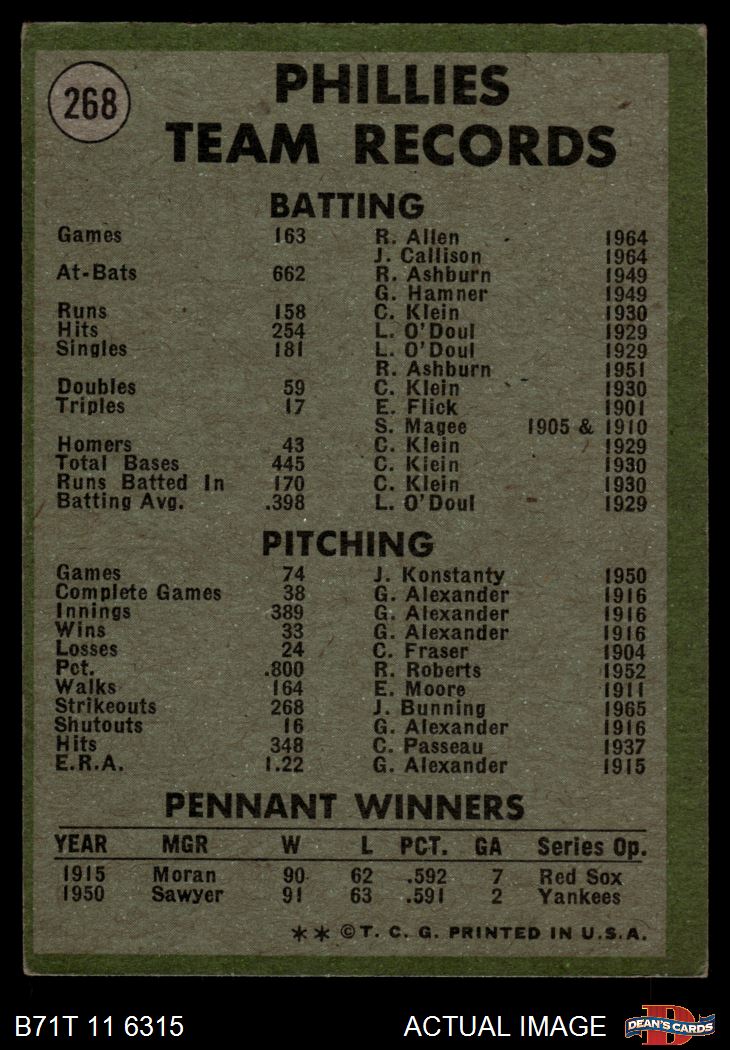 268
PHILLIES
TEAM RECORDS
BATTING
Games 163 R. Allen 1964
J. Callison 1964
At-Bats 662 R. Ashburn 1949
G. Hamner 1949
Runs 158 C. Klein 1930
Hits 254 L. O'Doul 1929
Singles 181 L. O'Doul 1929
R. Ashburn 1951
Doubles 59 C. Klein 1930
Triples 17 E. Flick 1901
S. Magee 1905 & 1910
Homers 43 C. Klein 1929
Total Bases 445 C. Klein 1930
Runs Batted In 170 C. Klein 1930
Batting Avg. .398 L. O'Doul 1929
PITCHING
Games 74 J. Konstanty 1950
Complete Games 38 G. Alexander 1916
Innings 389 G. Alexander 1916
Wins 33 G. Alexander 1916
Losses 24 C. Fraser 1904
Pct. .800 R. Roberts 1952
Walks 164 E. Moore 1911
Strikeouts 268 J. Bunning 1965
Shutouts 16 G. Alexander 1916
Hits 348 C. Passeau 1937
E.R.A. 1.22 G. Alexander 1915
PENNANT WINNERS
YEAR MGR W L PCT. GA Series Op.
1915 Moran 90 62 .592 7 Red Sox
1950 Sawyer 91 63 .591 2 Yankees
** © T. C. G. PRINTED IN U.S.A.
B71T 11 6315 ACTUAL IMAGE D DEAN'S CARDS